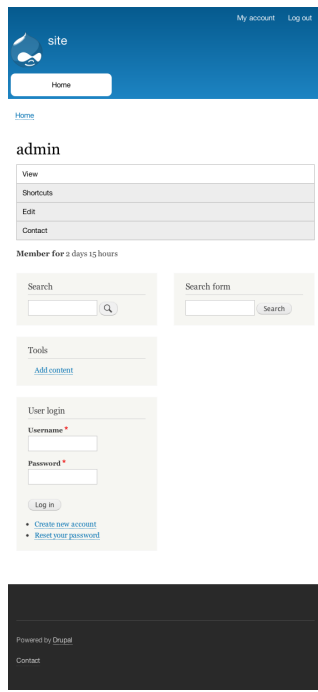 My account Log out
site
Home
Home
admin
View
Shortcuts
Edit
Contact
Member for 2 days 15 hours
Search
Search form
Search
Tools
Add content
User login
Username *
Password *
Log in
Create new account
Reset your password
Powered by Drupal
Contact